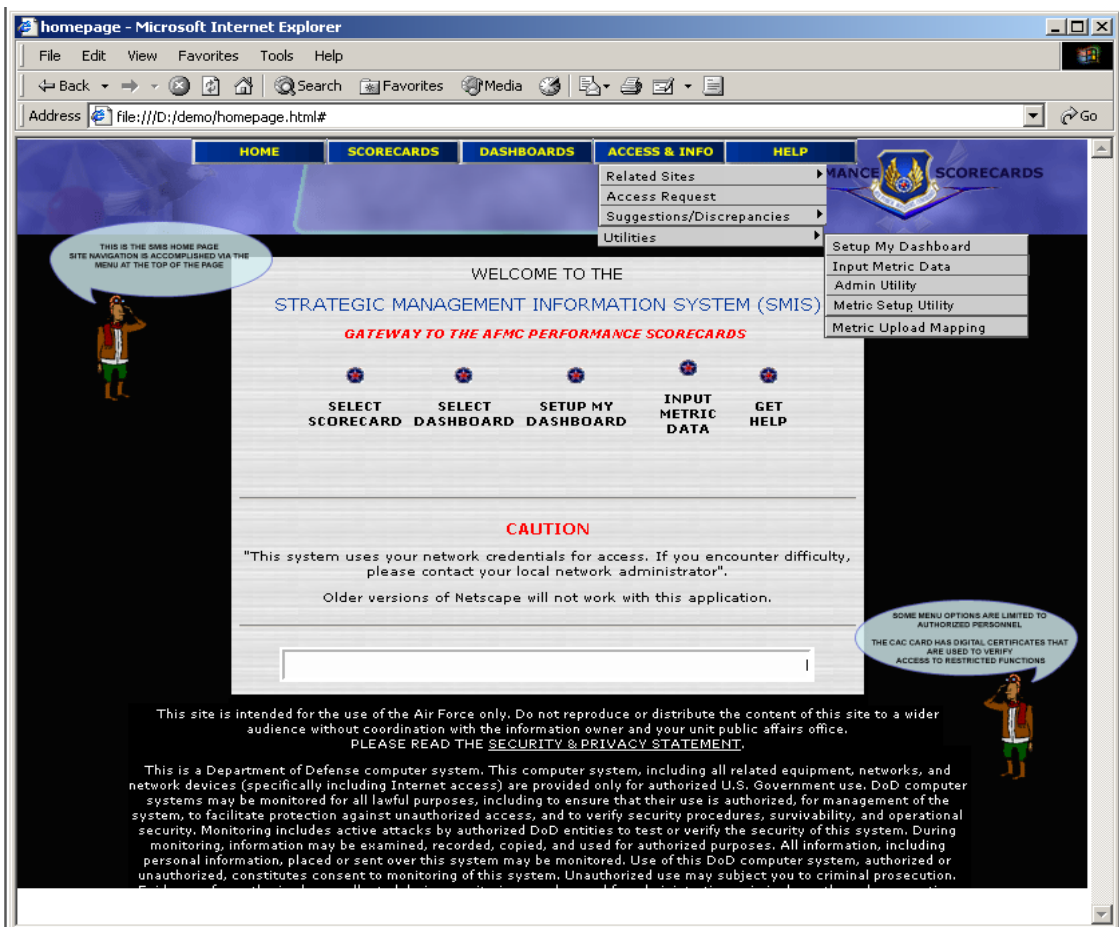 homepage - Microsoft Internet Explorer
File Edit View Favorites Tools Help
Back Search Favorites Media
Address file:///D:/demo/homepage.html# Go
HOME SCORECARDS DASHBOARDS ACCESS & INFO HELP
Related Sites
Access Request
Suggestions/Discrepancies
Utilities
Setup My Dashboard
Input Metric Data
Admin Utility
Metric Setup Utility
Metric Upload Mapping
MANCE SCORECARDS
THIS IS THE SMIS HOME PAGE
SITE NAVIGATION IS ACCOMPLISHED VIA THE
MENU AT THE TOP OF THE PAGE
WELCOME TO THE
STRATEGIC MANAGEMENT INFORMATION SYSTEM (SMIS)
GATEWAY TO THE AFMC PERFORMANCE SCORECARDS
SELECT SCORECARD
SELECT DASHBOARD
SETUP MY DASHBOARD
INPUT METRIC DATA
GET HELP
CAUTION
"This system uses your network credentials for access. If you encounter difficulty,
please contact your local network administrator".
Older versions of Netscape will not work with this application.
SOME MENU OPTIONS ARE LIMITED TO
AUTHORIZED PERSONNEL
THE CAC CARD HAS DIGITAL CERTIFICATES THAT
ARE USED TO VERIFY
ACCESS TO RESTRICTED FUNCTIONS
This site is intended for the use of the Air Force only. Do not reproduce or distribute the content of this site to a wider
audience without coordination with the information owner and your unit public affairs office.
PLEASE READ THE SECURITY & PRIVACY STATEMENT.
This is a Department of Defense computer system. This computer system, including all related equipment, networks, and
network devices (specifically including Internet access) are provided only for authorized U.S. Government use. DoD computer
systems may be monitored for all lawful purposes, including to ensure that their use is authorized, for management of the
system, to facilitate protection against unauthorized access, and to verify security procedures, survivability, and operational
security. Monitoring includes active attacks by authorized DoD entities to test or verify the security of this system. During
monitoring, information may be examined, recorded, copied, and used for authorized purposes. All information, including
personal information, placed or sent over this system may be monitored. Use of this DoD computer system, authorized or
unauthorized, constitutes consent to monitoring of this system. Unauthorized use may subject you to criminal prosecution.